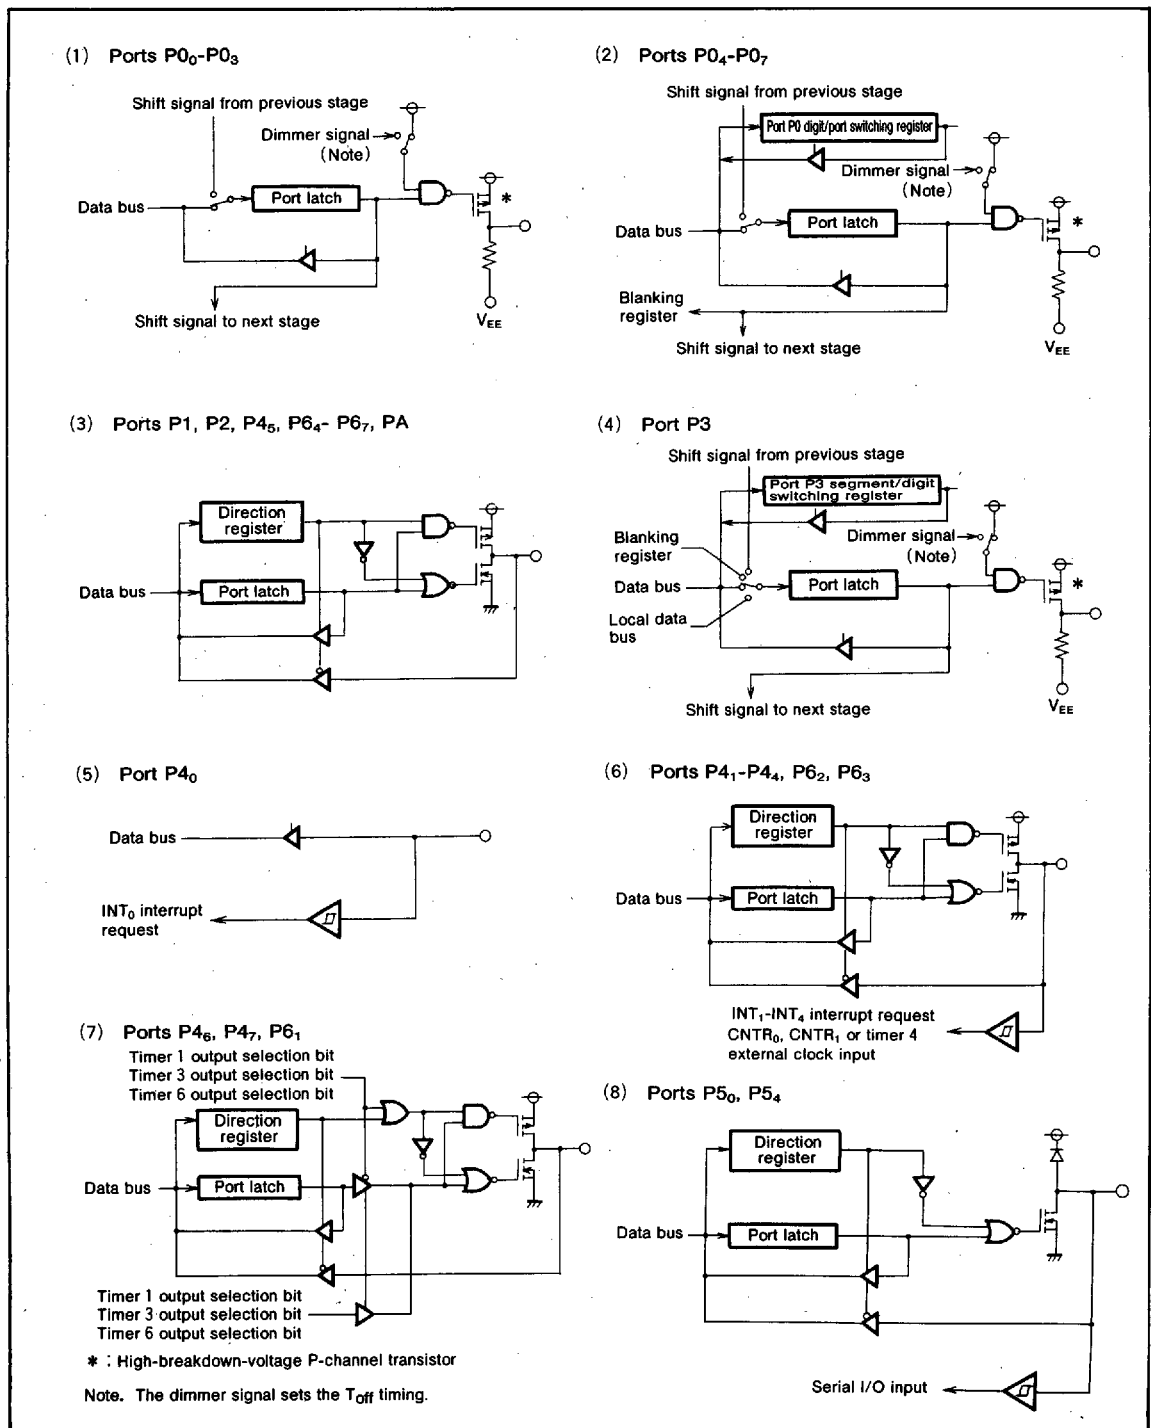 (1) Ports P0₀-P0₃
Shift signal from previous stage
Dimmer signal
(Note)
Data bus
Port latch
*
VEE
Shift signal to next stage
(2) Ports P0₄-P0₇
Shift signal from previous stage
Port P0 digit/port switching register
Dimmer signal
(Note)
Data bus
Port latch
*
Blanking
register
VEE
Shift signal to next stage
(3) Ports P1, P2, P4₅, P6₄- P6₇, PA
Direction
register
Data bus
Port latch
(4) Port P3
Shift signal from previous stage
Port P3 segment/digit
switching register
Dimmer signal
(Note)
Blanking
register
Data bus
Port latch
*
Local data
bus
VEE
Shift signal to next stage
(5) Port P4₀
Data bus
INT₀ interrupt
request
(6) Ports P4₁-P4₄, P6₂, P6₃
Direction
register
Data bus
Port latch
INT₁-INT₄ interrupt request
CNTR₀, CNTR₁ or timer 4
external clock input
(7) Ports P4₆, P4₇, P6₁
Timer 1 output selection bit
Timer 3 output selection bit
Timer 6 output selection bit
Direction
register
Data bus
Port latch
Timer 1 output selection bit
Timer 3 output selection bit
Timer 6 output selection bit
(8) Ports P5₀, P5₄
Direction
register
Data bus
Port latch
Serial I/O input
* : High-breakdown-voltage P-channel transistor
Note. The dimmer signal sets the Toff timing.